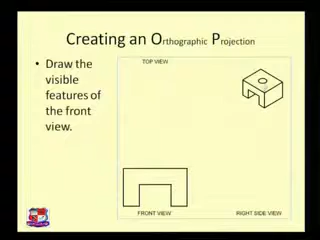 Creating an Orthographic Projection
• Draw the
visible
features of
the front
view.
TOP VIEW
FRONT VIEW
RIGHT SIDE VIEW